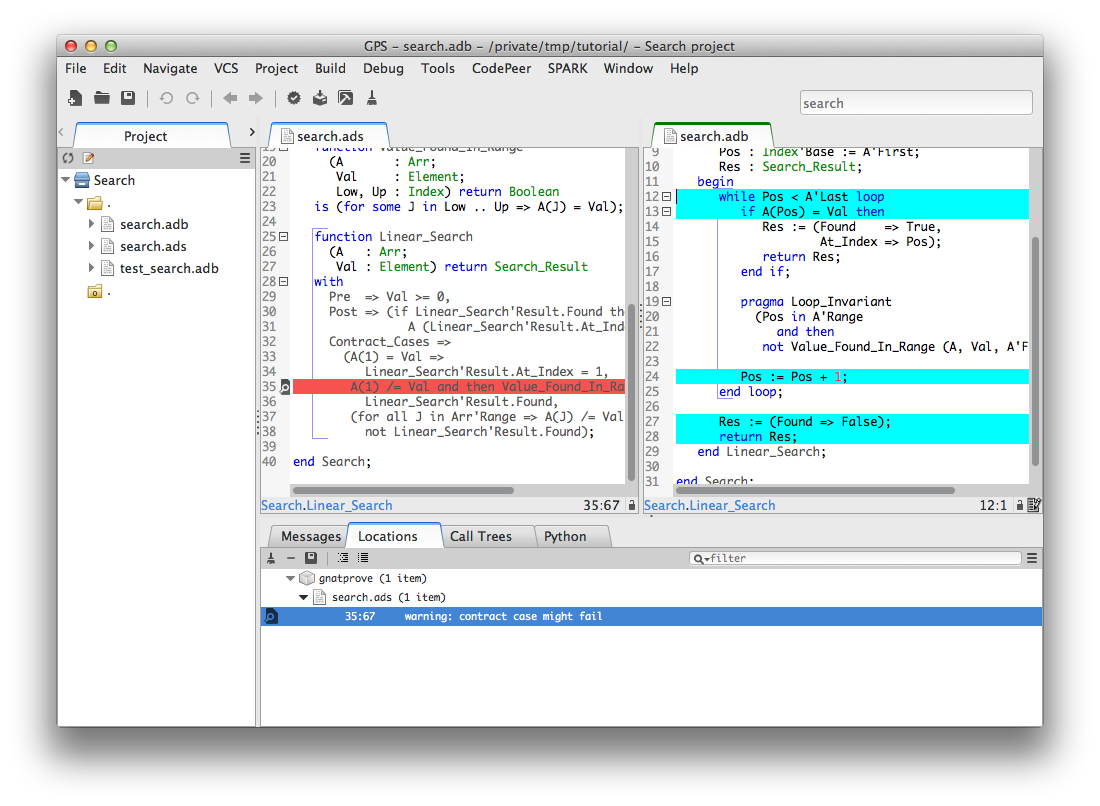 GPS - search.adb - /private/tmp/tutorial/ - Search project
File Edit Navigate VCS Project Build Debug Tools CodePeer SPARK Window Help
search
Project
Search
.
search.adb
search.ads
test_search.adb
.
search.ads
19 function Value_Found_In_Range
20 (A : Arr;
21 Val : Element;
22 Low, Up : Index) return Boolean
23 is (for some J in Low .. Up => A(J) = Val);
24
25 function Linear_Search
26 (A : Arr;
27 Val : Element) return Search_Result
28 with
29 Pre => Val >= 0,
30 Post => (if Linear_Search'Result.Found the
31 A (Linear_Search'Result.At_Ind
32 Contract_Cases =>
33 (A(1) = Val =>
34 Linear_Search'Result.At_Index = 1,
35 A(1) /= Val and then Value_Found_In_Ra
36 Linear_Search'Result.Found,
37 (for all J in Arr'Range => A(J) /= Val
38 not Linear_Search'Result.Found);
39
40 end Search;
Search.Linear_Search 35:67
search.adb
9 Pos : Index'Base := A'First;
10 Res : Search_Result;
11 begin
12 while Pos < A'Last loop
13 if A(Pos) = Val then
14 Res := (Found => True,
15 At_Index => Pos);
16 return Res;
17 end if;
18
19 pragma Loop_Invariant
20 (Pos in A'Range
21 and then
22 not Value_Found_In_Range (A, Val, A'F
23
24 Pos := Pos + 1;
25 end loop;
26
27 Res := (Found => False);
28 return Res;
29 end Linear_Search;
30
31 end Search;
Search.Linear_Search 12:1
Messages Locations Call Trees Python
filter
gnatprove (1 item)
search.ads (1 item)
35:67 warning: contract case might fail